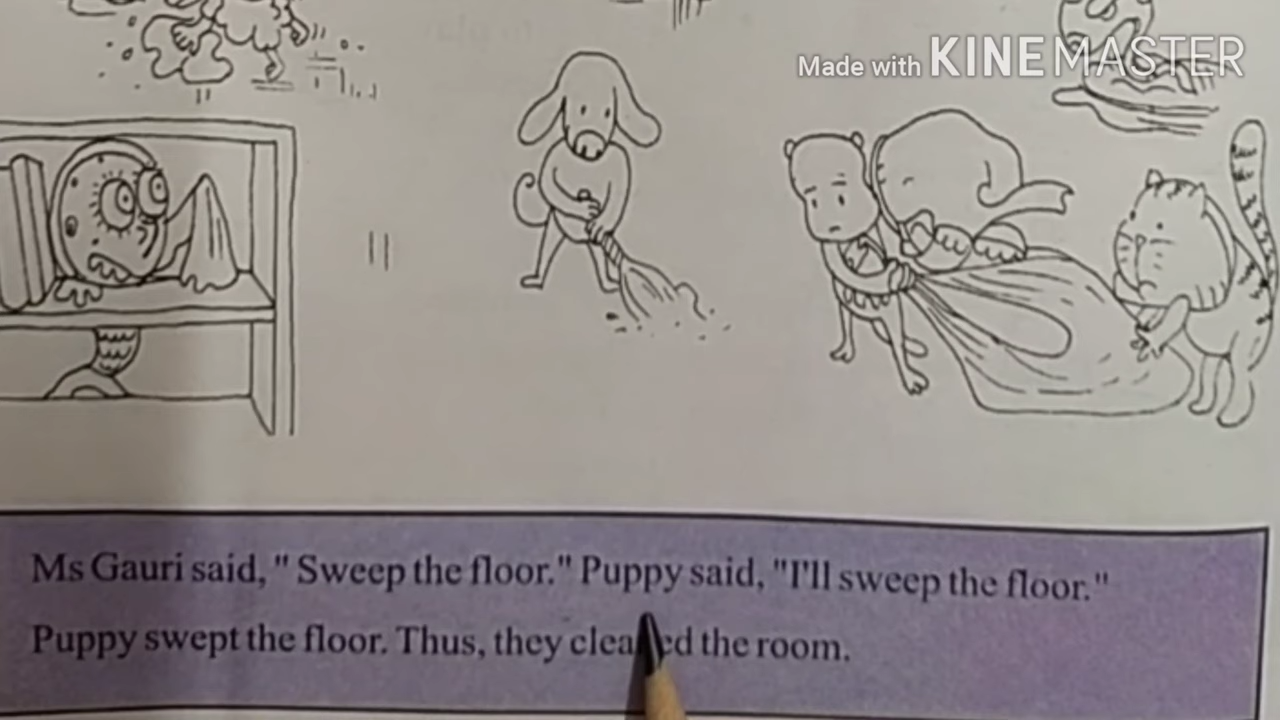 Made with KINEMASTER
Ms Gauri said, " Sweep the floor." Puppy said, "I'll sweep the floor."
Puppy swept the floor. Thus, they cleaned the room.